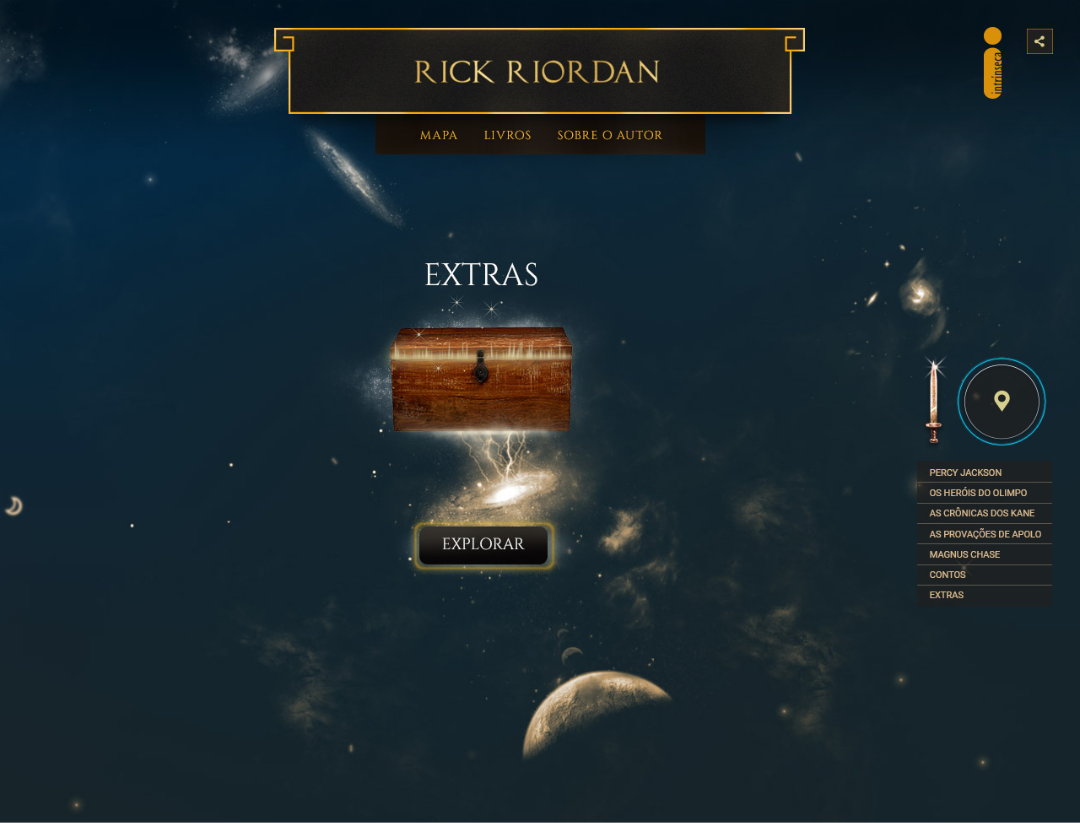 RICK RIORDAN
intrínseca
MAPA LIVROS SOBRE O AUTOR
EXTRAS
EXPLORAR
PERCY JACKSON
OS HERÓIS DO OLIMPO
AS CRÔNICAS DOS KANE
AS PROVAÇÕES DE APOLO
MAGNUS CHASE
CONTOS
EXTRAS